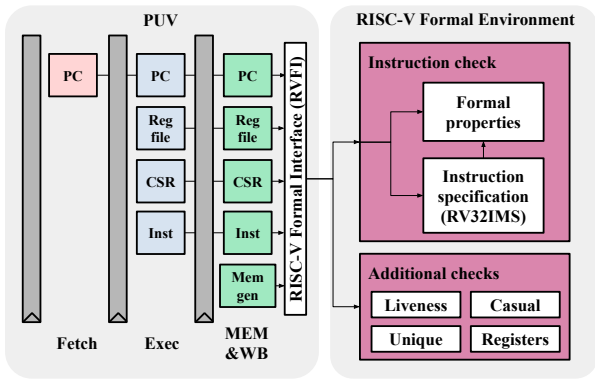 PUV
RISC-V Formal Environment
PC
PC
PC
Reg
file
Reg
file
CSR
CSR
Inst
Inst
Mem
gen
RISC-V Formal Interface (RVFI)
Fetch
Exec
MEM
&WB
Instruction check
Formal
properties
Instruction
specification
(RV32IMS)
Additional checks
Liveness
Casual
Unique
Registers